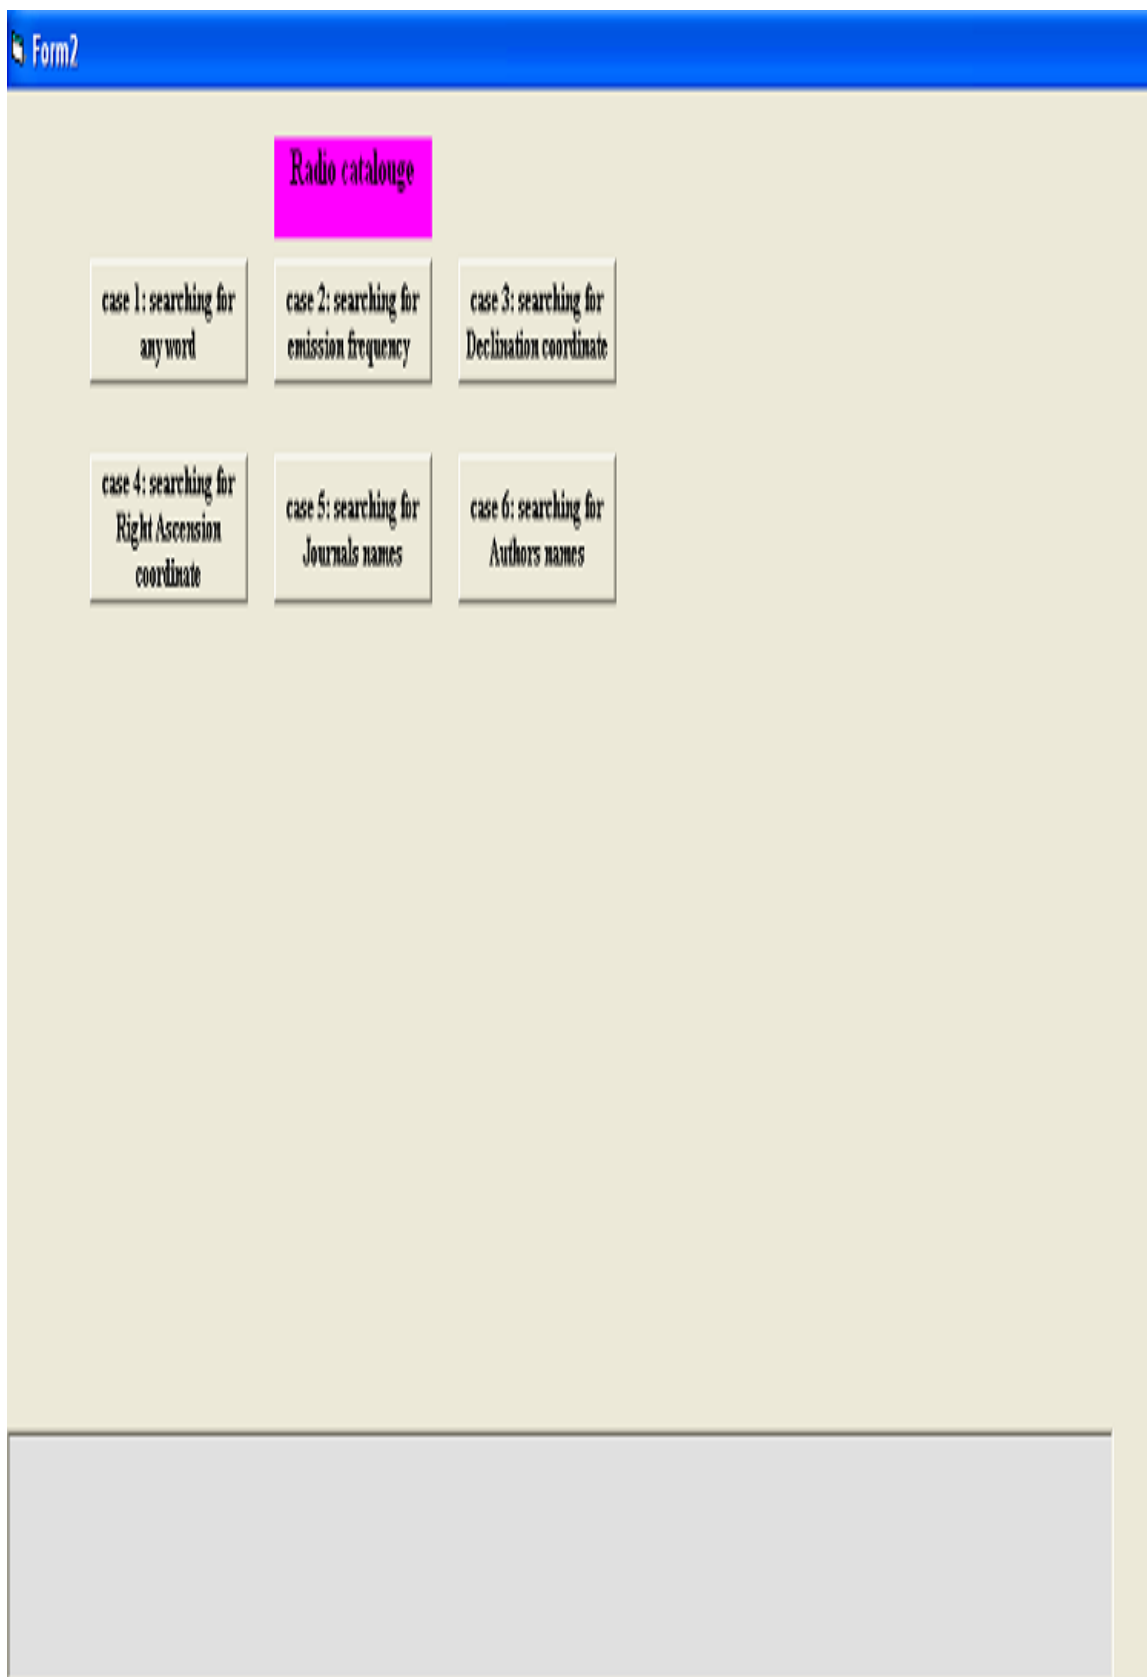 Form2
Radio catalouge
case 1: searching for
any word
case 2: searching for
emission frequency
case 3: searching for
Declination coordinate
case 4: searching for
Right Ascension
coordinate
case 5: searching for
Journals names
case 6: searching for
Authors names